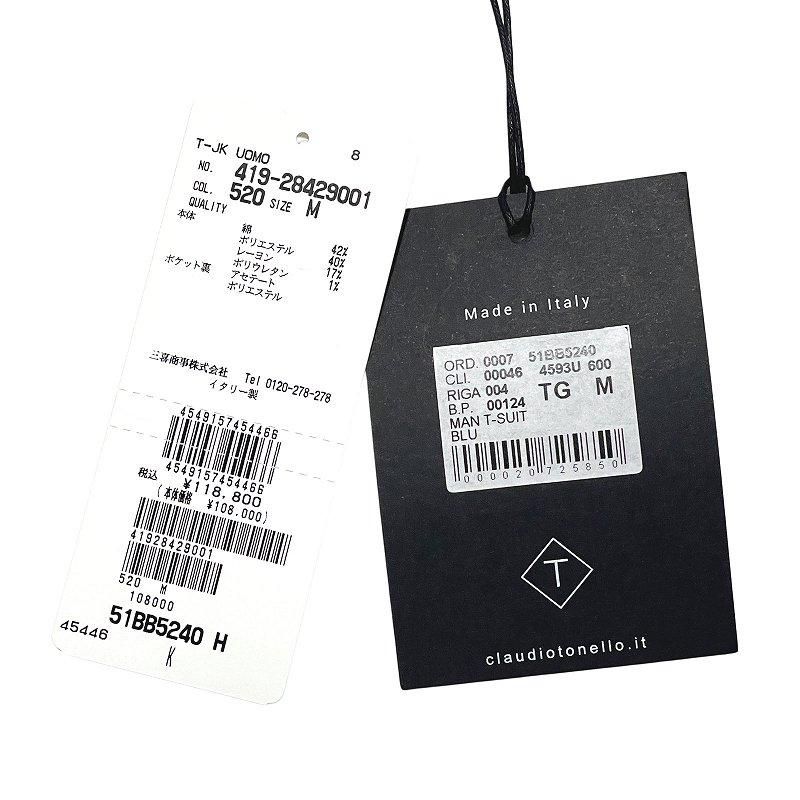 T-JK UOMO 8
NO. 419-28429001
COL. 520 SIZE M
QUALITY
本体 綿 42%
ポリエステル 40%
レーヨン 17%
ポリウレタン 1%
ポケット裏 アセテート
ポリエステル
三喜商事株式会社 Tel 0120-278-278
イタリー製
4549157454466
4549157454466
税込 ¥118,800
(本体価格 ¥108,000)
41928429001
520 M
108000
51BB5240 H
45446 K
Made in Italy
ORD. 0007 51BB5240
CLI. 00046 4593U 600
RIGA 004 TG M
B.P. 00124
MAN T-SUIT
BLU
000020725850
T
claudiotonello.it